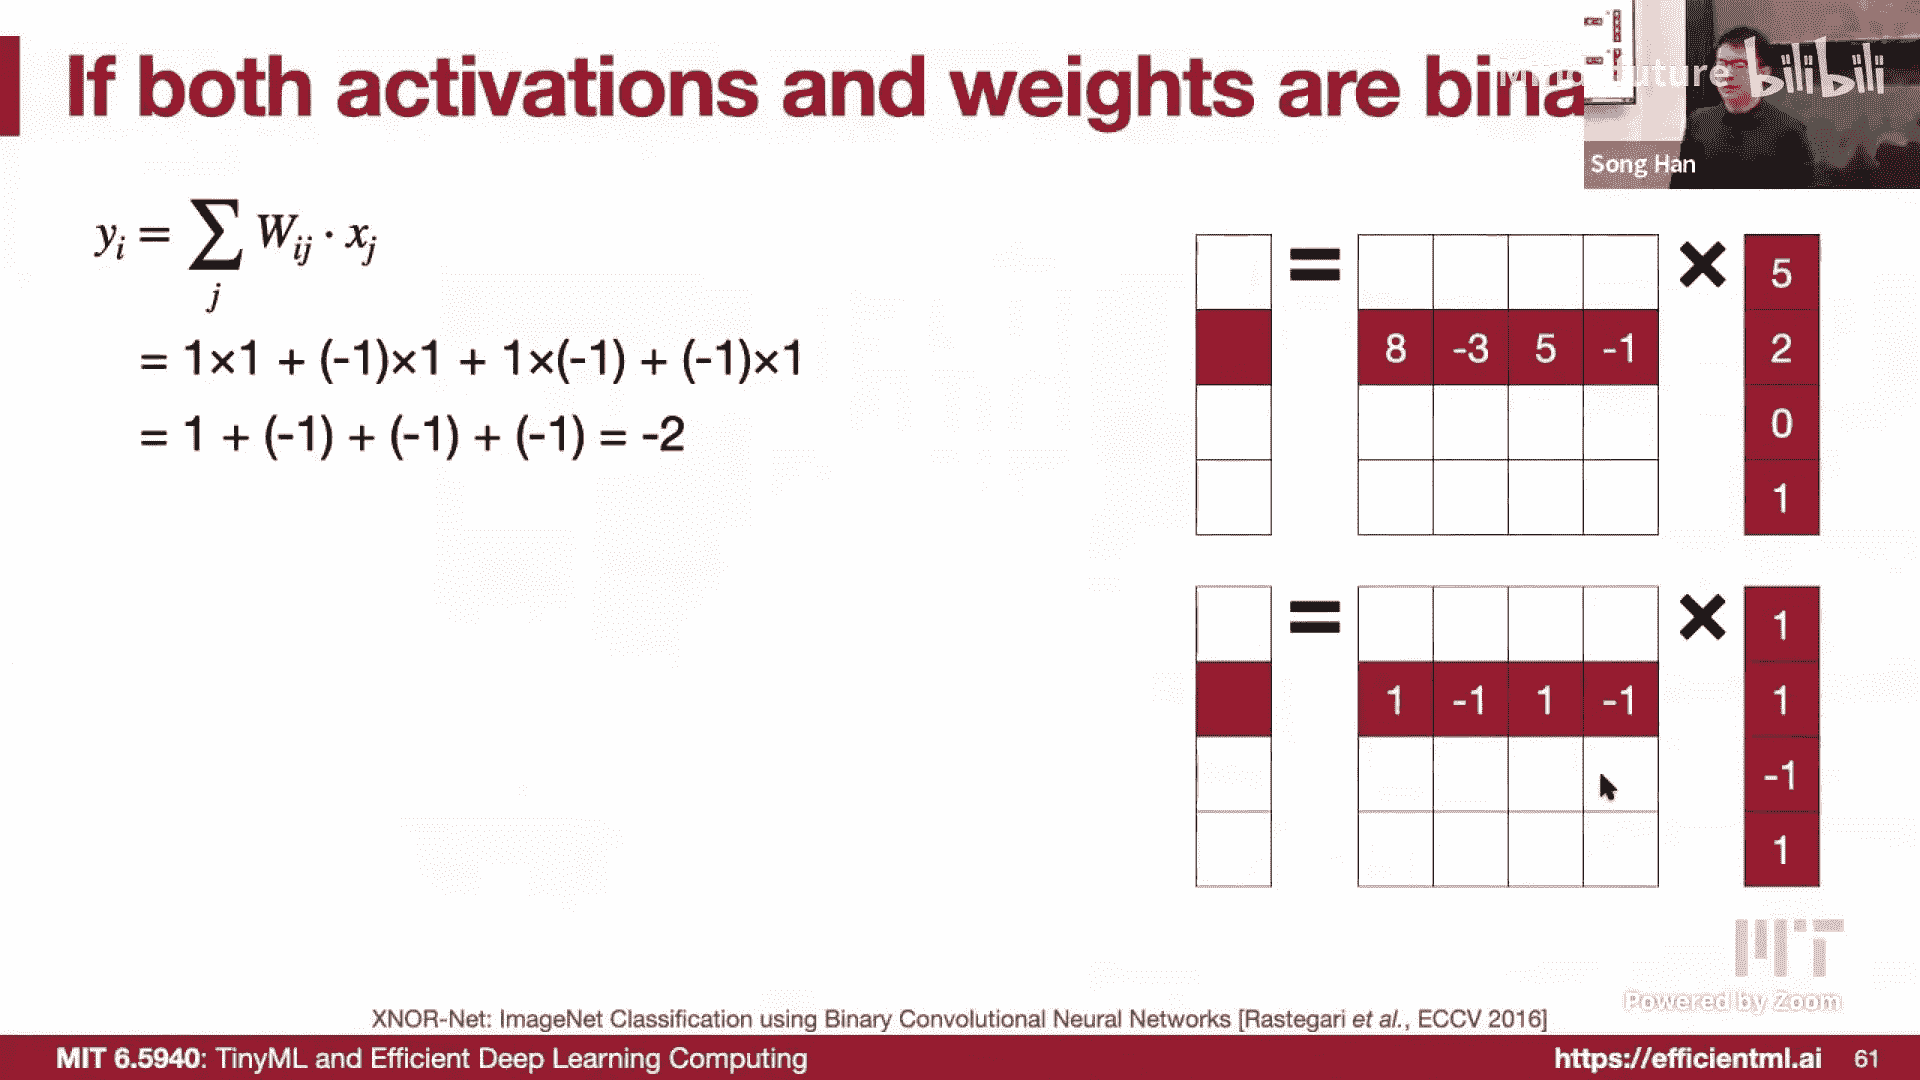 If both activations and weights are bina
bilibili
Song Han
yᵢ = ∑ Wᵢⱼ · xⱼ
j
= 1×1 + (-1)×1 + 1×(-1) + (-1)×1
= 1 + (-1) + (-1) + (-1) = -2
= × 5
8 -3 5 -1 2
0
1
= × 1
1 -1 1 -1 1
-1
1
MIT
Powered by Zoom
XNOR-Net: ImageNet Classification using Binary Convolutional Neural Networks [Rastegari et al., ECCV 2016]
MIT 6.5940: TinyML and Efficient Deep Learning Computing
https://efficientml.ai 61